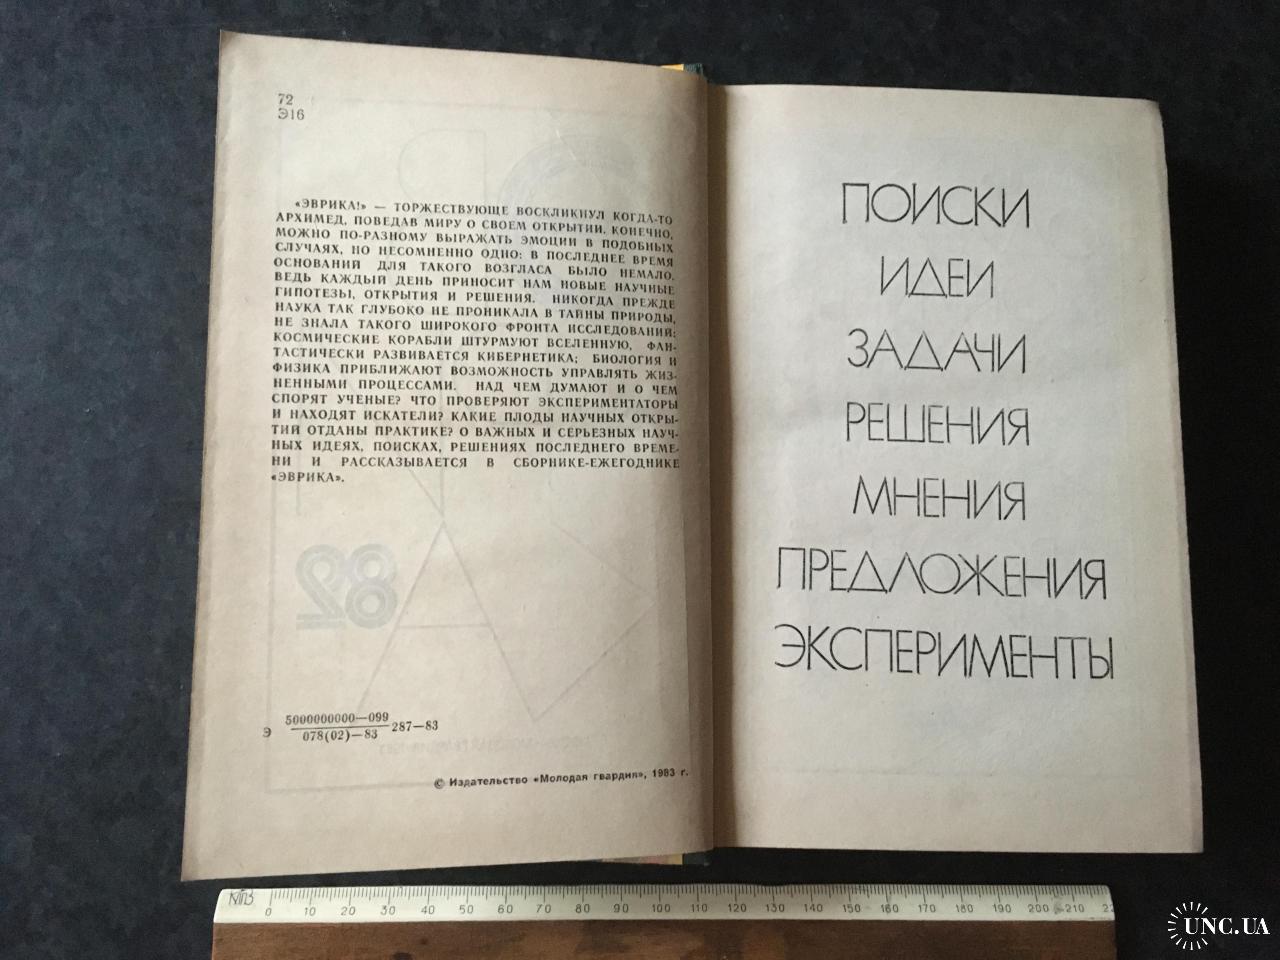 72
Э16
«ЭВРИКА!» — ТОРЖЕСТВУЮЩЕ ВОСКЛИКНУЛ КОГДА-ТО
АРХИМЕД, ПОВЕДАВ МИРУ О СВОЕМ ОТКРЫТИИ. КОНЕЧНО,
МОЖНО ПО-РАЗНОМУ ВЫРАЖАТЬ ЭМОЦИИ В ПОДОБНЫХ
СЛУЧАЯХ, НО НЕСОМНЕННО ОДНО: В ПОСЛЕДНЕЕ ВРЕМЯ
ОСНОВАНИЙ ДЛЯ ТАКОГО ВОЗГЛАСА БЫЛО НЕМАЛО.
ВЕДЬ КАЖДЫЙ ДЕНЬ ПРИНОСИТ НАМ НОВЫЕ НАУЧНЫЕ
ГИПОТЕЗЫ, ОТКРЫТИЯ И РЕШЕНИЯ. НИКОГДА ПРЕЖДЕ
НАУКА ТАК ГЛУБОКО НЕ ПРОНИКАЛА В ТАЙНЫ ПРИРОДЫ,
НЕ ЗНАЛА ТАКОГО ШИРОКОГО ФРОНТА ИССЛЕДОВАНИЙ:
КОСМИЧЕСКИЕ КОРАБЛИ ШТУРМУЮТ ВСЕЛЕННУЮ, ФАН-
ТАСТИЧЕСКИ РАЗВИВАЕТСЯ КИБЕРНЕТИКА; БИОЛОГИЯ И
ФИЗИКА ПРИБЛИЖАЮТ ВОЗМОЖНОСТЬ УПРАВЛЯТЬ ЖИЗ-
НЕННЫМИ ПРОЦЕССАМИ. НАД ЧЕМ ДУМАЮТ И О ЧЕМ
СПОРЯТ УЧЕНЫЕ? ЧТО ПРОВЕРЯЮТ ЭКСПЕРИМЕНТАТОРЫ
И НАХОДЯТ ИСКАТЕЛИ? КАКИЕ ПЛОДЫ НАУЧНЫХ ОТКРЫ-
ТИЙ ОТДАНЫ ПРАКТИКЕ? О ВАЖНЫХ И СЕРЬЕЗНЫХ НАУЧ-
НЫХ ИДЕЯХ, ПОИСКАХ, РЕШЕНИЯХ ПОСЛЕДНЕГО ВРЕМЕ-
НИ И РАССКАЗЫВАЕТСЯ В СБОРНИКЕ-ЕЖЕГОДНИКЕ
«ЭВРИКА».
82
Э 5000000000—099
078(02)—83 287—83
© Издательство «Молодая гвардия», 1983 г.
ПОИСКИ
ИДЕИ
ЗАДАЧИ
РЕШЕНИЯ
МНЕНИЯ
ПРЕДЛОЖЕНИЯ
ЭКСПЕРИМЕНТЫ
0 10 20 30 40 50 60 70 80 90 100 110 120 130 140 150 160 170 180 190 200 210
UNC.UA